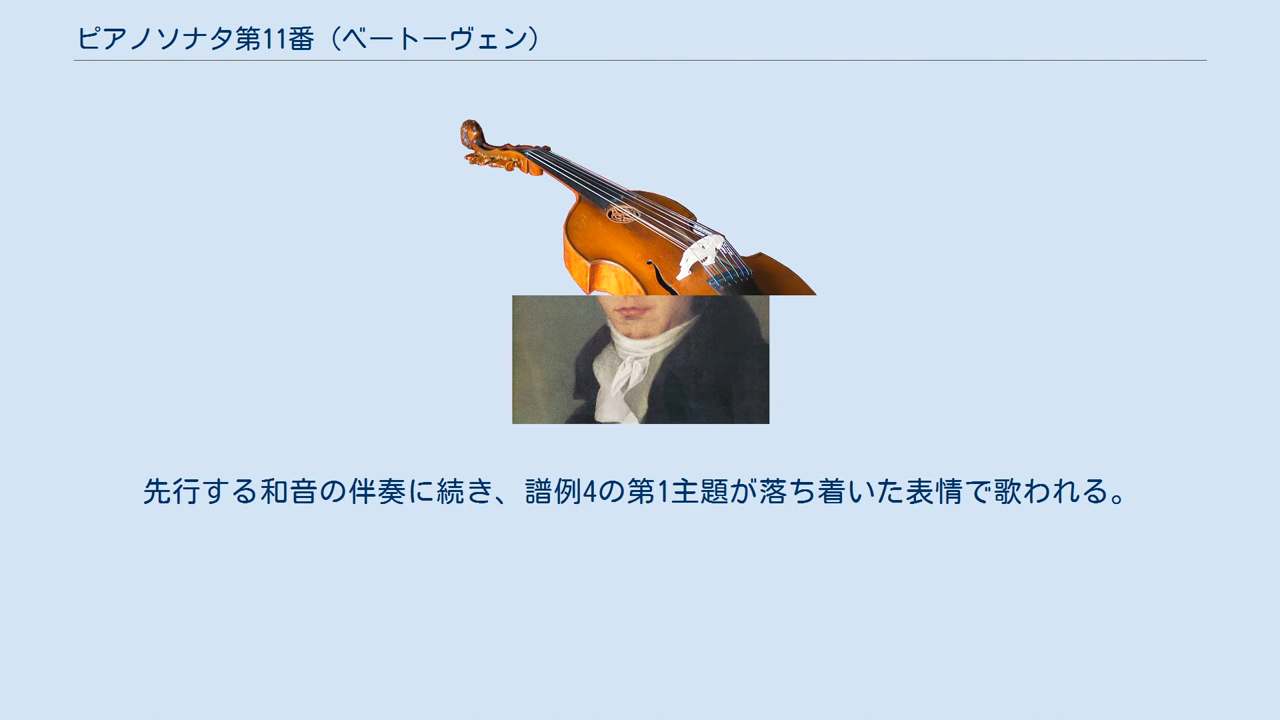 ピアノソナタ第11番（ベートーヴェン）
先行する和音の伴奏に続き、譜例4の第1主題が落ち着いた表情で歌われる。